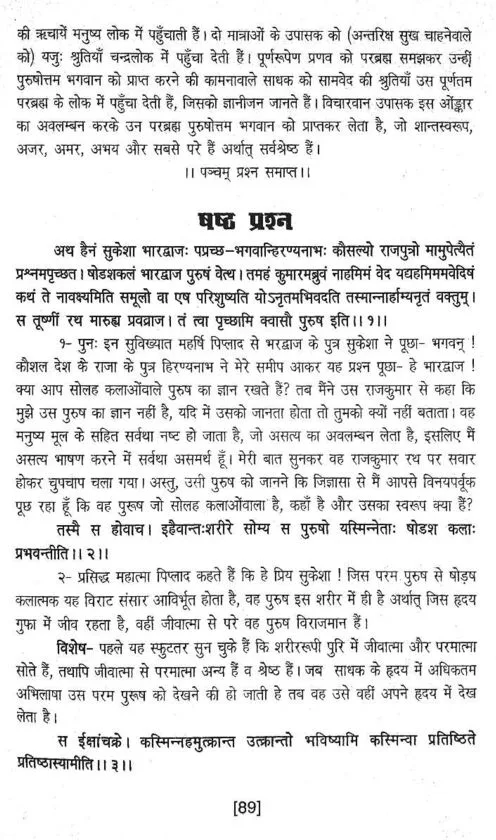 की ऋचायें मनुष्य लोक में पहुँचाती हैं। दो मात्राओं के उपासक को (अन्तरिक्ष सुख चाहनेवाले
को) यजुः श्रुतियाँ चन्द्रलोक में पहुँचा देती हैं। पूर्णरूपेण प्रणव को परब्रह्म समझकर उन्हीं
पुरुषोत्तम भगवान को प्राप्त करने की कामनावाले साधक को सामवेद की श्रुतियाँ उस पूर्णतम
परब्रह्म के लोक में पहुँचा देती हैं, जिसको ज्ञानीजन जानते हैं। विचारवान उपासक इस ओंङ्कार
का अवलम्बन करके उन परब्रह्म पुरुषोत्तम भगवान को प्राप्तकर लेता है, जो शान्तस्वरूप,
अजर, अमर, अभय और सबसे परे हैं अर्थात् सर्वश्रेष्ठ हैं।
।। पञ्चम् प्रश्न समाप्त।।
षष्ठ प्रश्न
अथ हैनं सुकेशा भारद्वाजः पप्रच्छ-भगवान्हिरण्यनाभः कौसल्यो राजपुत्रो मामुपेत्यैतं
प्रश्नमपृच्छत। षोडशकलं भारद्वाज पुरुषं वेत्थ। तमहं कुमारमब्रुवं नाहमिमं वेद यद्यहमिममवेदिषं
कथं ते नावक्ष्यमिति समूलो वा एष परिशुष्यति योऽनृतमभिवदति तस्मान्नार्हाम्यनृतं वक्तुम्।
स तूष्णीं रथ मारुह्य प्रवव्राज। तं त्वा पृच्छामि क्वासौ पुरुष इति।।१।।
१- पुनः इन सुविख्यात महर्षि पिप्लाद से भरद्वाज के पुत्र सुकेशा ने पूछा- भगवन् !
कौशल देश के राजा के पुत्र हिरण्यनाभ ने मेरे समीप आकर यह प्रश्न पूछा- हे भारद्वाज !
क्या आप सोलह कलाओंवाले पुरुष का ज्ञान रखते हैं? तब मैंने उस राजकुमार से कहा कि
मुझे उस पुरुष का ज्ञान नहीं है, यदि में उसको जानता होता तो तुमको क्यों नहीं बताता। वह
मनुष्य मूल के सहित सर्वथा नष्ट हो जाता है, जो असत्य का अवलम्बन लेता है, इसलिए मैं
असत्य भाषण करने में सर्वथा असमर्थ हूँ। मेरी बात सुनकर वह राजकुमार रथ पर सवार
होकर चुपचाप चला गया। अस्तु, उसी पुरुष को जानने कि जिज्ञासा से मैं आपसे विनयपर्वूक
पूछ रहा हूँ कि वह पुरूष जो सोलह कलाओंवाला है, कहाँ है और उसका स्वरूप क्या है?
तस्मै स होवाच। इहैवान्तःशरीरे सोम्य स पुरुषो यस्मिन्नेताः षोडश कलाः
प्रभवन्तीति।।२।।
२- प्रसिद्ध महात्मा पिप्लाद कहते हैं कि हे प्रिय सुकेशा ! जिस परम पुरुष से षोड़ष
कलात्मक यह विराट संसार आविर्भूत होता है, वह पुरुष इस शरीर में ही है अर्थात् जिस हृदय
गुफा में जीव रहता है, वहीं जीवात्मा से परे वह पुरुष विराजमान हैं।
विशेष- पहले यह स्फुटतर सुन चुके हैं कि शरीररूपी पुरि में जीवात्मा और परमात्मा
सोते हैं, तथापि जीवात्मा से परमात्मा अन्य हैं व श्रेष्ठ हैं। जब साधक के हृदय में अधिकतम
अभिलाषा उस परम पुरूष को देखने की हो जाती हे तब वह उसे वहीं अपने हृदय में देख
लेता है।
स ईक्षांचक्रे। कस्मिन्नहमुत्क्रान्त उत्क्रान्तो भविष्यामि कस्मिन्वा प्रतिष्ठिते
प्रतिष्ठास्यामीति।।३।।
[89]